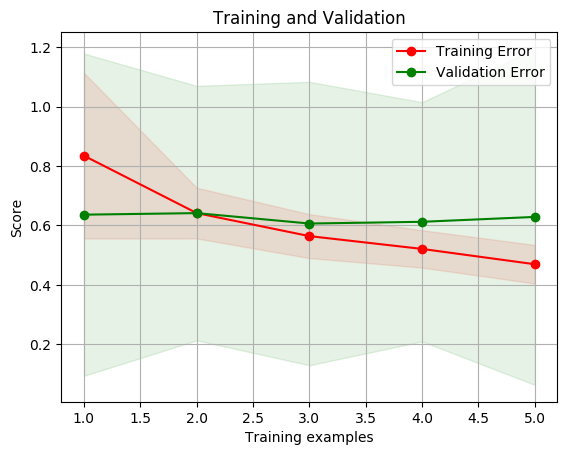 Training and Validation
Training Error
Validation Error
1.2
1.0
0.8
0.6
0.4
0.2
Score
1.0 1.5 2.0 2.5 3.0 3.5 4.0 4.5 5.0
Training examples